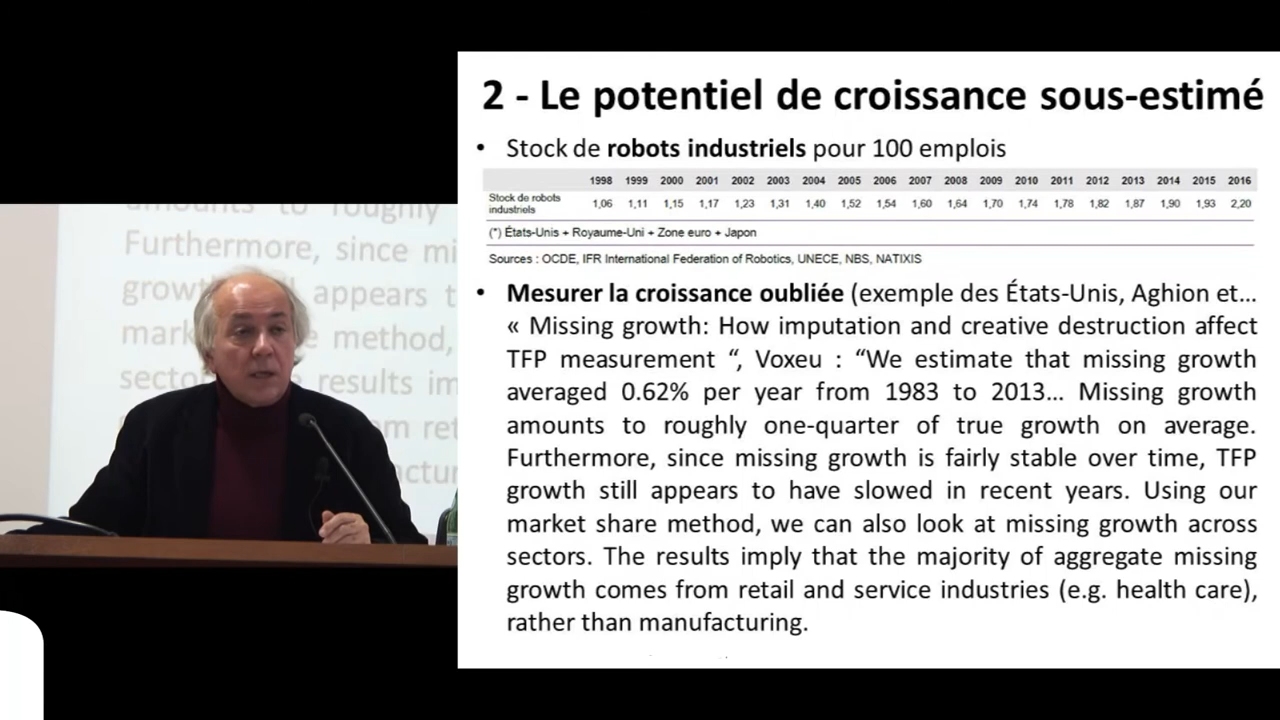 2 - Le potentiel de croissance sous-estimé
• Stock de robots industriels pour 100 emplois
1998 1999 2000 2001 2002 2003 2004 2005 2006 2007 2008 2009 2010 2011 2012 2013 2014 2015 2016
Stock de robots industriels 1,06 1,11 1,15 1,17 1,23 1,31 1,40 1,52 1,54 1,60 1,64 1,70 1,74 1,78 1,82 1,87 1,90 1,93 2,20
(*) États-Unis + Royaume-Uni + Zone euro + Japon
Sources : OCDE, IFR International Federation of Robotics, UNECE, NBS, NATIXIS
• Mesurer la croissance oubliée (exemple des États-Unis, Aghion et…
« Missing growth: How imputation and creative destruction affect
TFP measurement “, Voxeu : “We estimate that missing growth
averaged 0.62% per year from 1983 to 2013… Missing growth
amounts to roughly one-quarter of true growth on average.
Furthermore, since missing growth is fairly stable over time, TFP
growth still appears to have slowed in recent years. Using our
market share method, we can also look at missing growth across
sectors. The results imply that the majority of aggregate missing
growth comes from retail and service industries (e.g. health care),
rather than manufacturing.
amounts to roughly
Furthermore, since mi
growt appears t
mark e method,
secto results im
om ret
actur